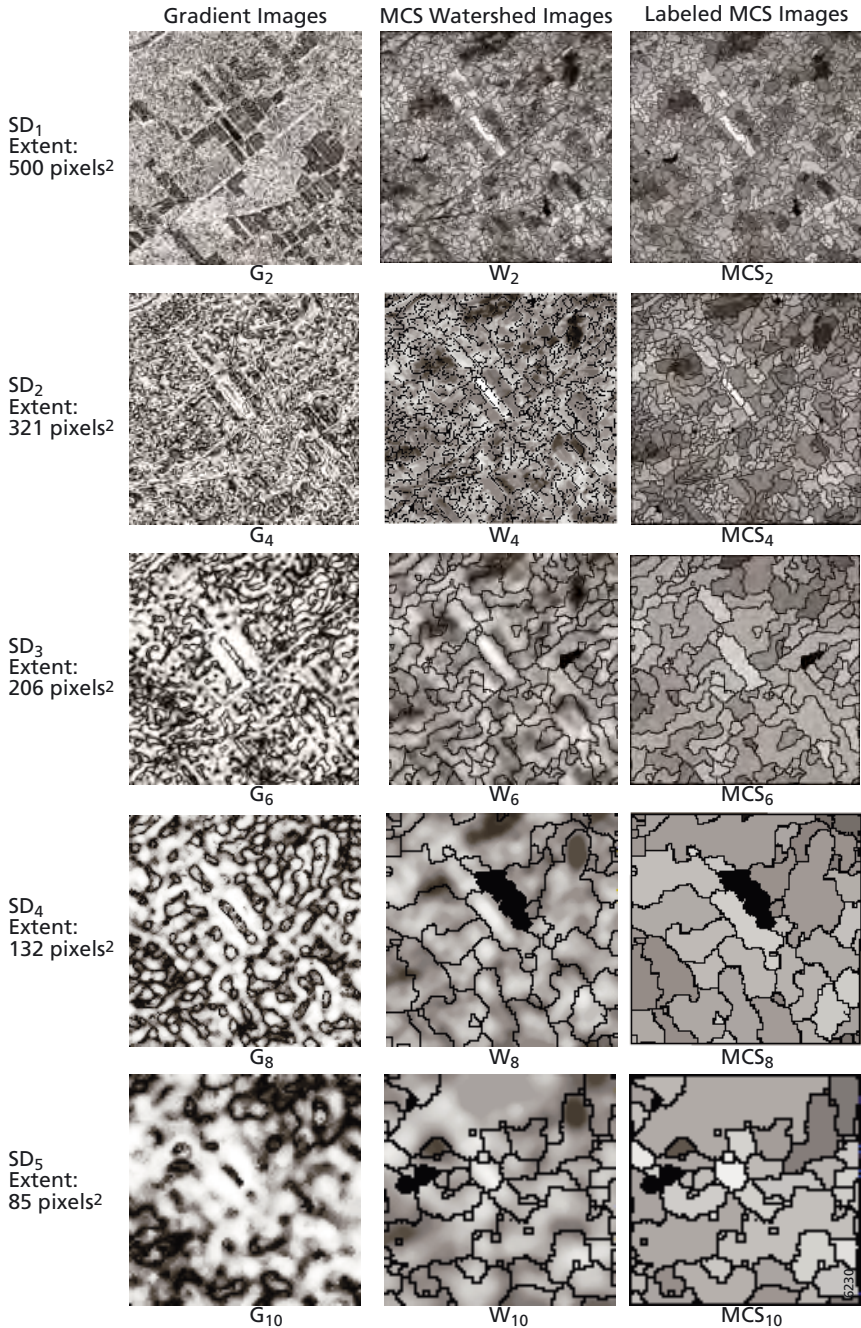 Gradient Images MCS Watershed Images Labeled MCS Images
SD₁
Extent:
500 pixels²
G₂ W₂ MCS₂
SD₂
Extent:
321 pixels²
G₄ W₄ MCS₄
SD₃
Extent:
206 pixels²
G₆ W₆ MCS₆
SD₄
Extent:
132 pixels²
G₈ W₈ MCS₈
SD₅
Extent:
85 pixels²
6230
G₁₀ W₁₀ MCS₁₀